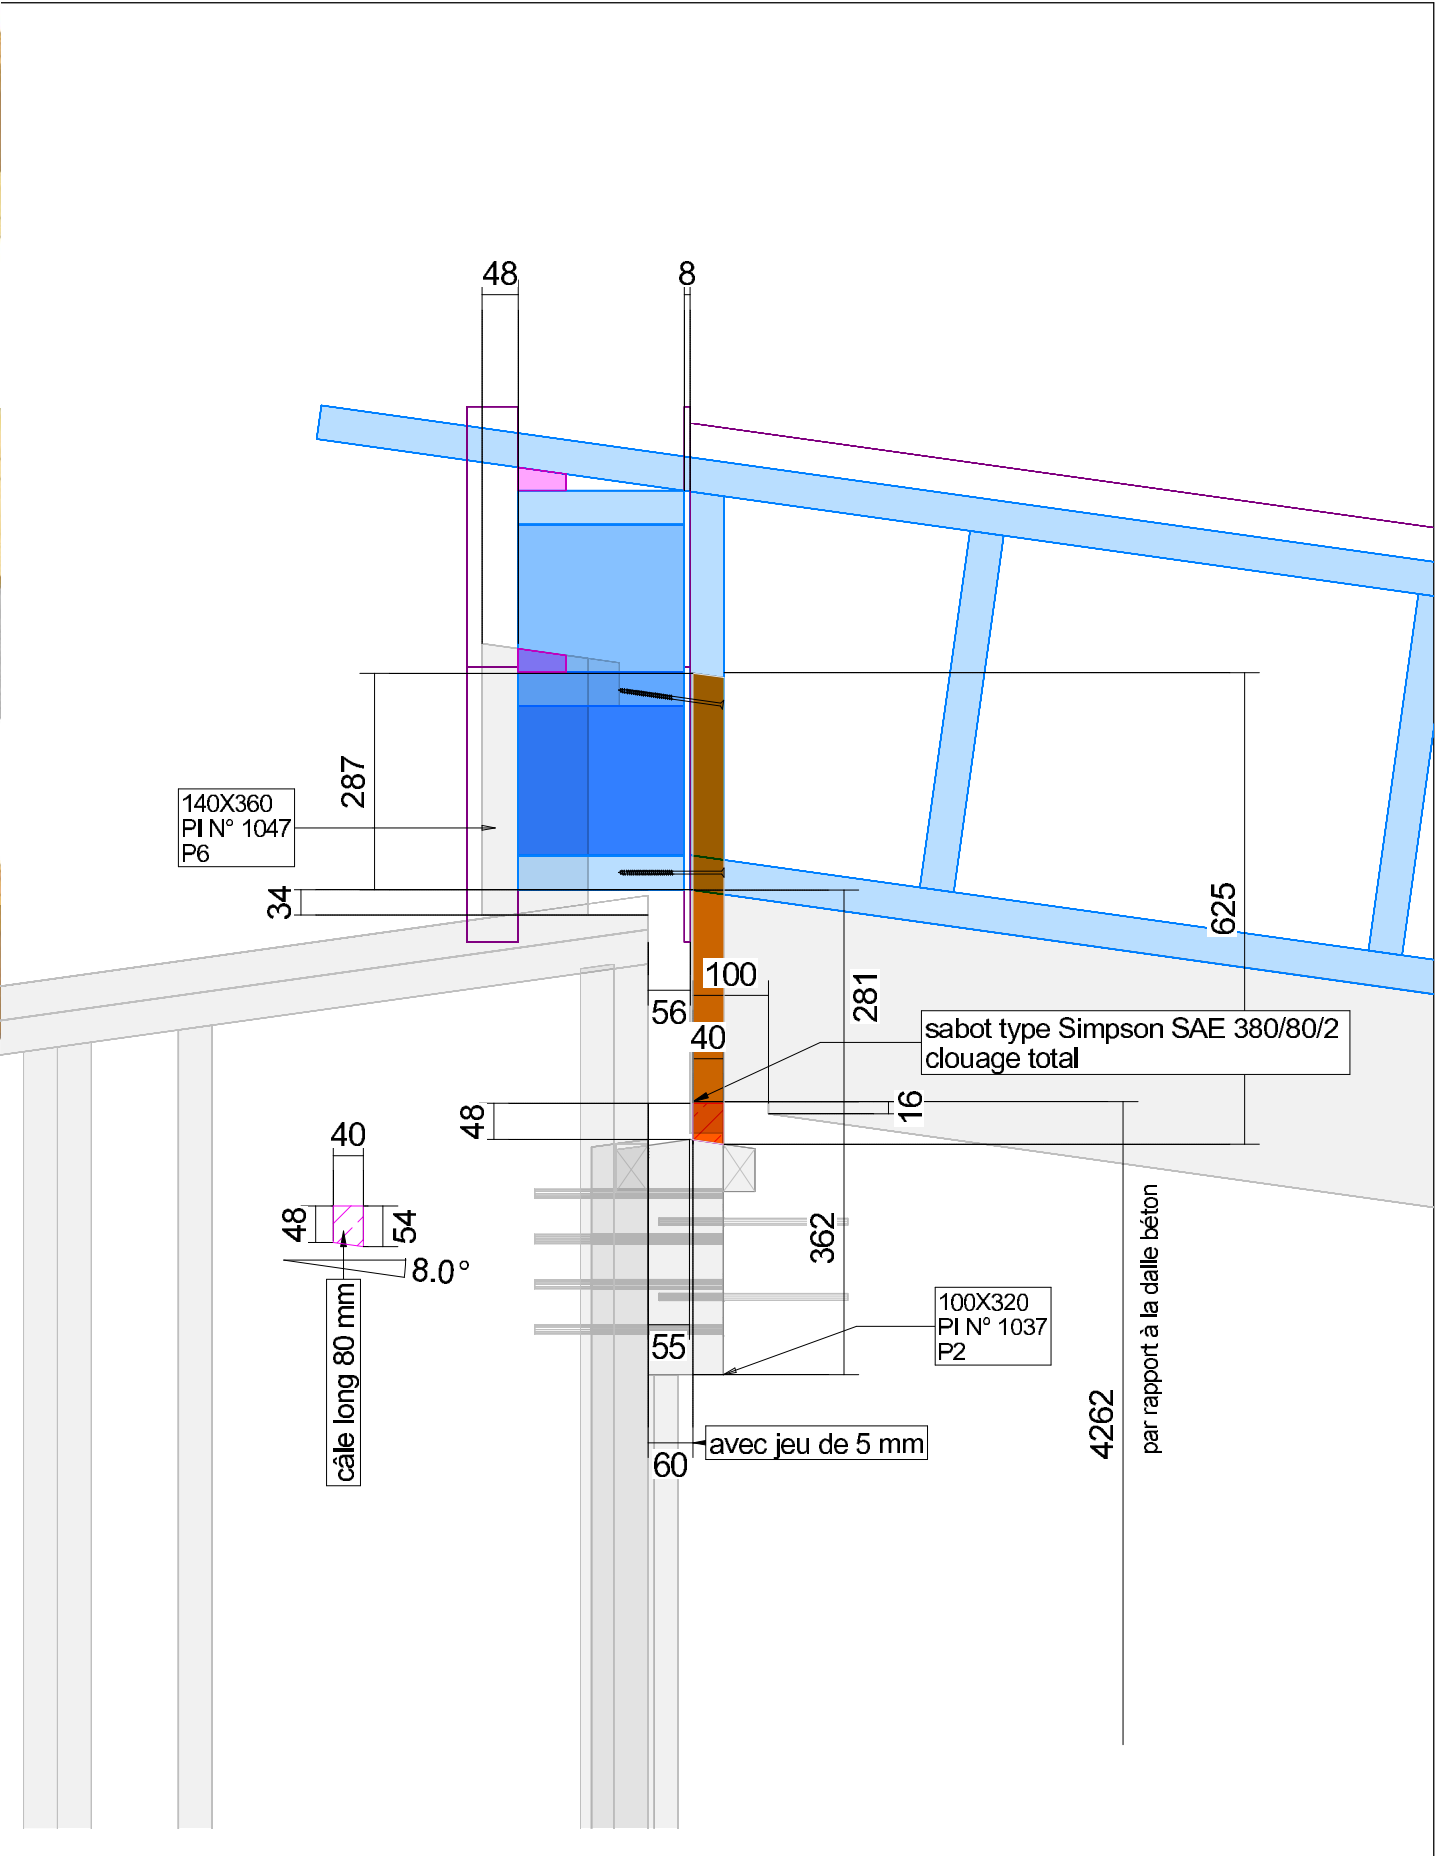 48
8
287
140X360
PI N° 1047
P6
34
625
100
281
56
40
sabot type Simpson SAE 380/80/2
clouage total
48
16
40
48
54
8.0°
câle long 80 mm
362
100X320
PI N° 1037
P2
55
4262
par rapport à la dalle béton
avec jeu de 5 mm
60